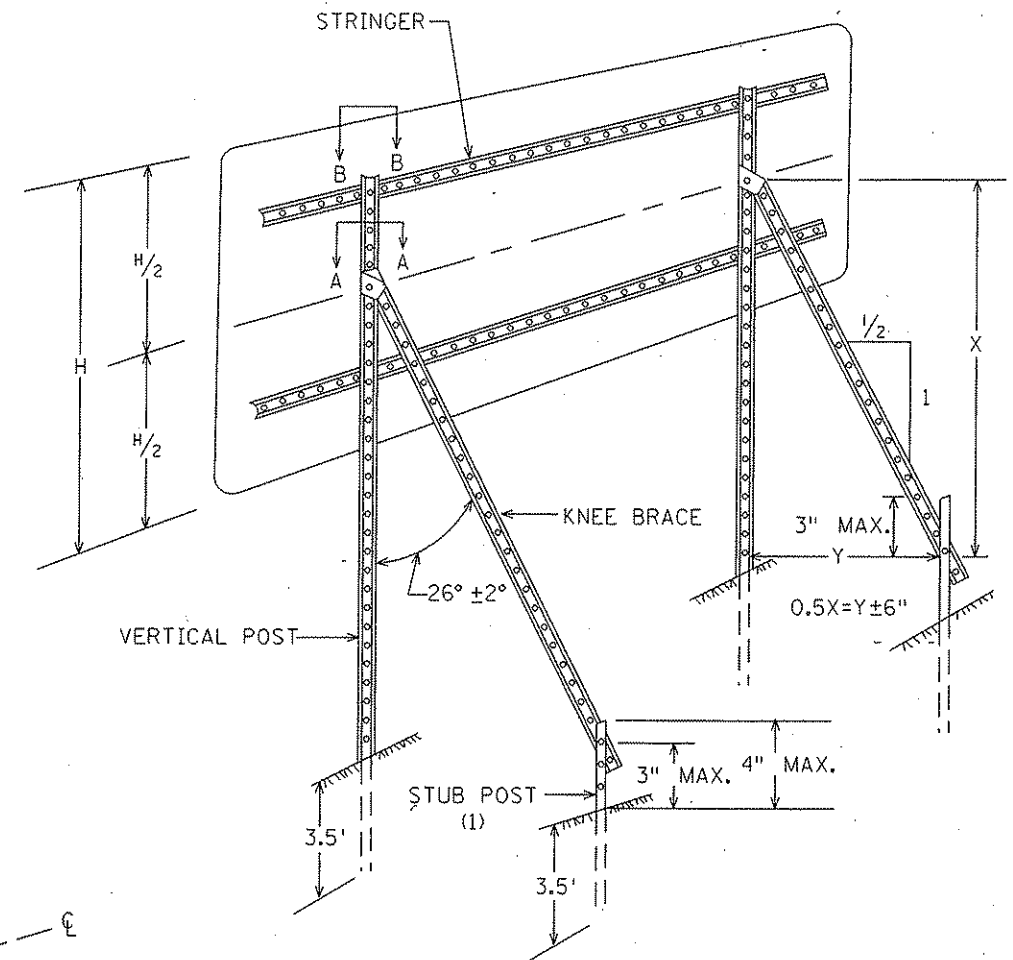 STRINGER
B
B
A
A
H/2
H
H/2
1/2
1
X
KNEE BRACE
3" MAX.
Y
26° ±2°
0.5X=Y±6"
VERTICAL POST
3" MAX.
4" MAX.
STUB POST
(1)
3.5'
3.5'
℄